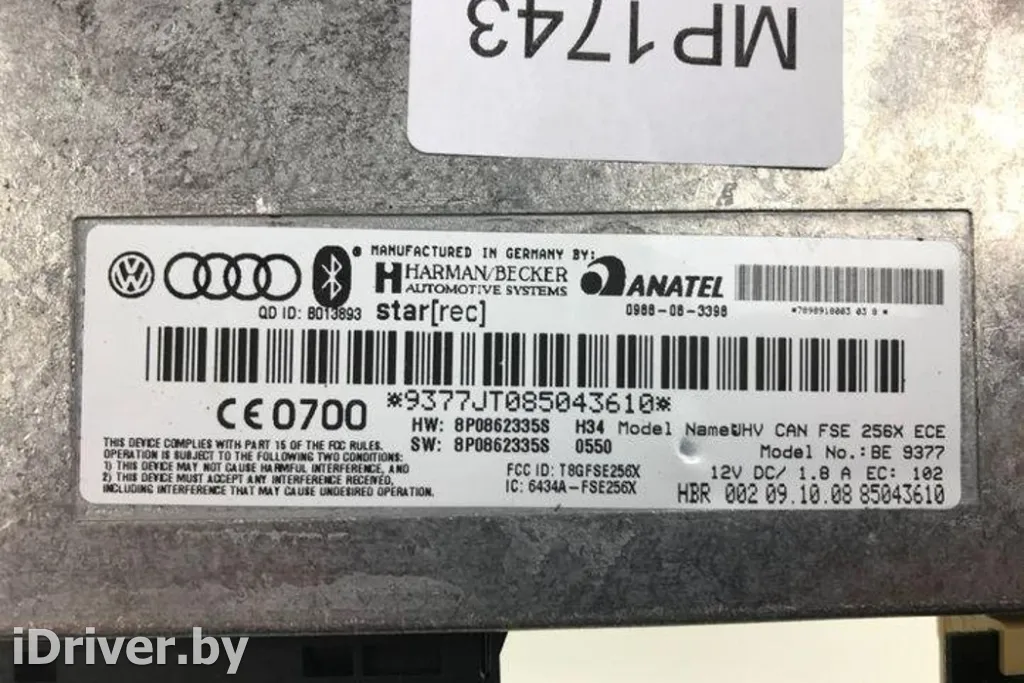 MP1743
MANUFACTURED IN GERMANY BY:
HARMAN/BECKER
AUTOMOTIVE SYSTEMS
ANATEL
QD ID: B013893
star[rec]
0988-08-3398
*7898918003 03 8 *
*9377JT085043610*
CE 0700
HW: 8P0862335S H34
SW: 8P0862335S 0550
Model Name:UHV CAN FSE 256X ECE
Model No.: BE 9377
THIS DEVICE COMPLIES WITH PART 15 OF THE FCC RULES.
OPERATION IS SUBJECT TO THE FOLLOWING TWO CONDITIONS:
1) THIS DEVICE MAY NOT CAUSE HARMFUL INTERFERENCE, AND
2) THIS DEVICE MUST ACCEPT ANY INTERFERENCE RECEIVED,
INCLUDING INTERFERENCE THAT MAY CAUSE UNDESIRED OPERATION.
FCC ID: T8GFSE256X
IC: 6434A-FSE256X
12V DC/ 1.8 A EC: 102
HBR 002 09.10.08 85043610
iDriver.by